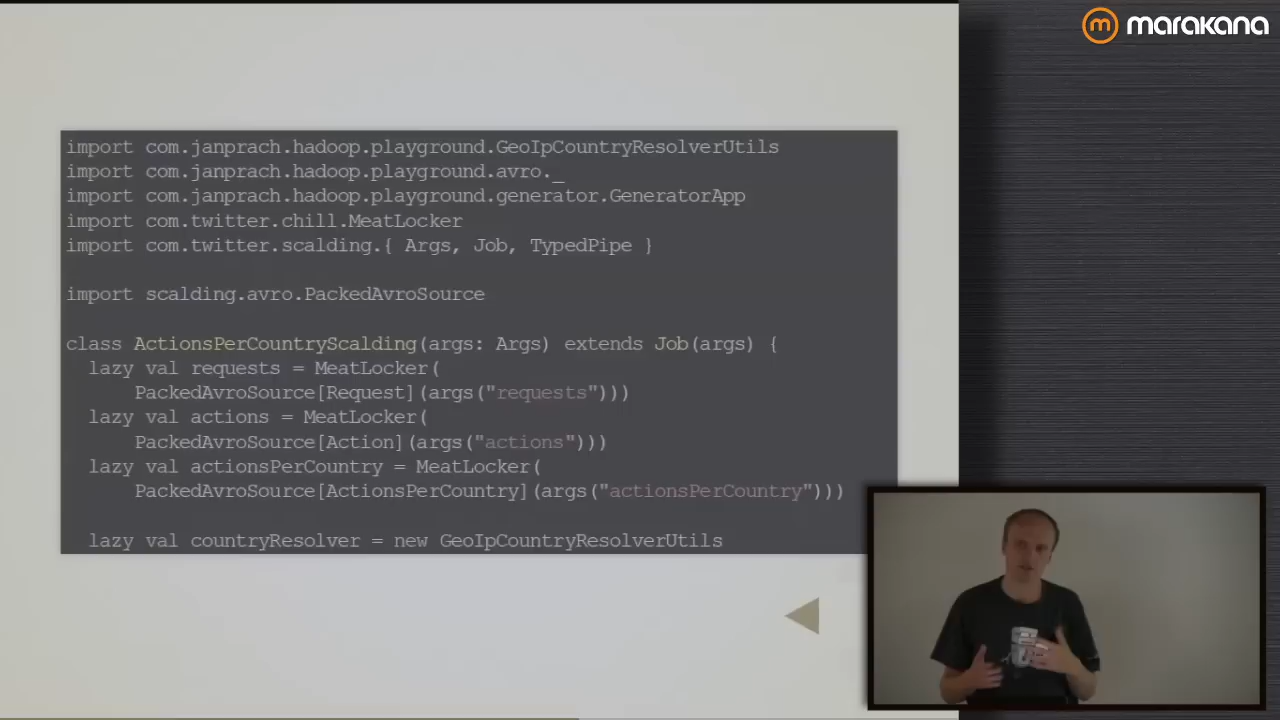 marakana
import com.janprach.hadoop.playground.GeoIpCountryResolverUtils
import com.janprach.hadoop.playground.avro._
import com.janprach.hadoop.playground.generator.GeneratorApp
import com.twitter.chill.MeatLocker
import com.twitter.scalding.{ Args, Job, TypedPipe }
import scalding.avro.PackedAvroSource
class ActionsPerCountryScalding(args: Args) extends Job(args) {
lazy val requests = MeatLocker(
PackedAvroSource[Request](args("requests")))
lazy val actions = MeatLocker(
PackedAvroSource[Action](args("actions")))
lazy val actionsPerCountry = MeatLocker(
PackedAvroSource[ActionsPerCountry](args("actionsPerCountry")))
lazy val countryResolver = new GeoIpCountryResolverUtils